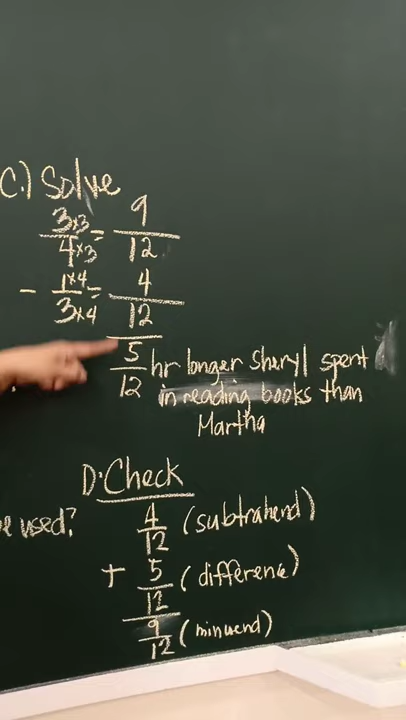 C.) Solve
3×3/4×3 = 9/12
- 1×4/3×4 = 4/12
5/12 hr longer Sheryl spent
in reading books than
Martha
D. Check
used?
4/12 (subtrahend)
+ 5/12 (difference)
9/12 (minuend)